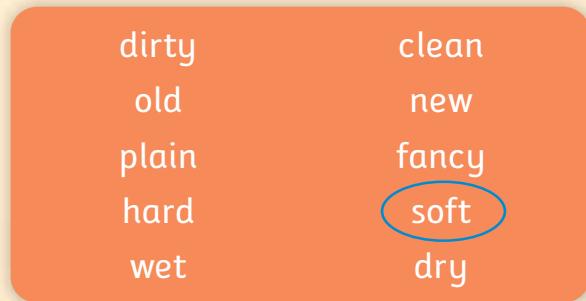 dirty clean
old new
plain fancy
hard soft
wet dry